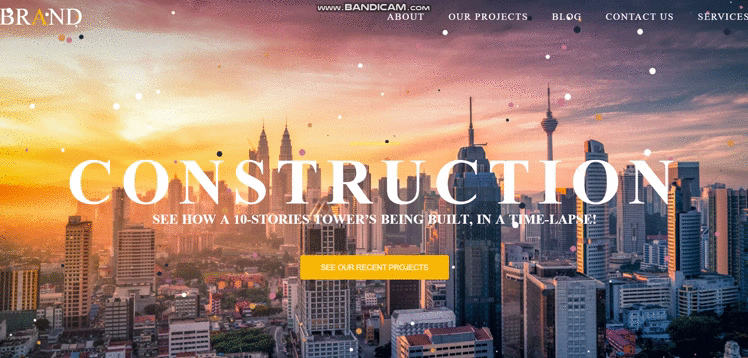 www.BANDICAM.com
BRAND
ABOUT OUR PROJECTS BLOG CONTACT US SERVICES
CONSTRUCTION
SEE HOW A 10-STORIES TOWER'S BEING BUILT, IN A TIME-LAPSE!
SEE OUR RECENT PROJECTS